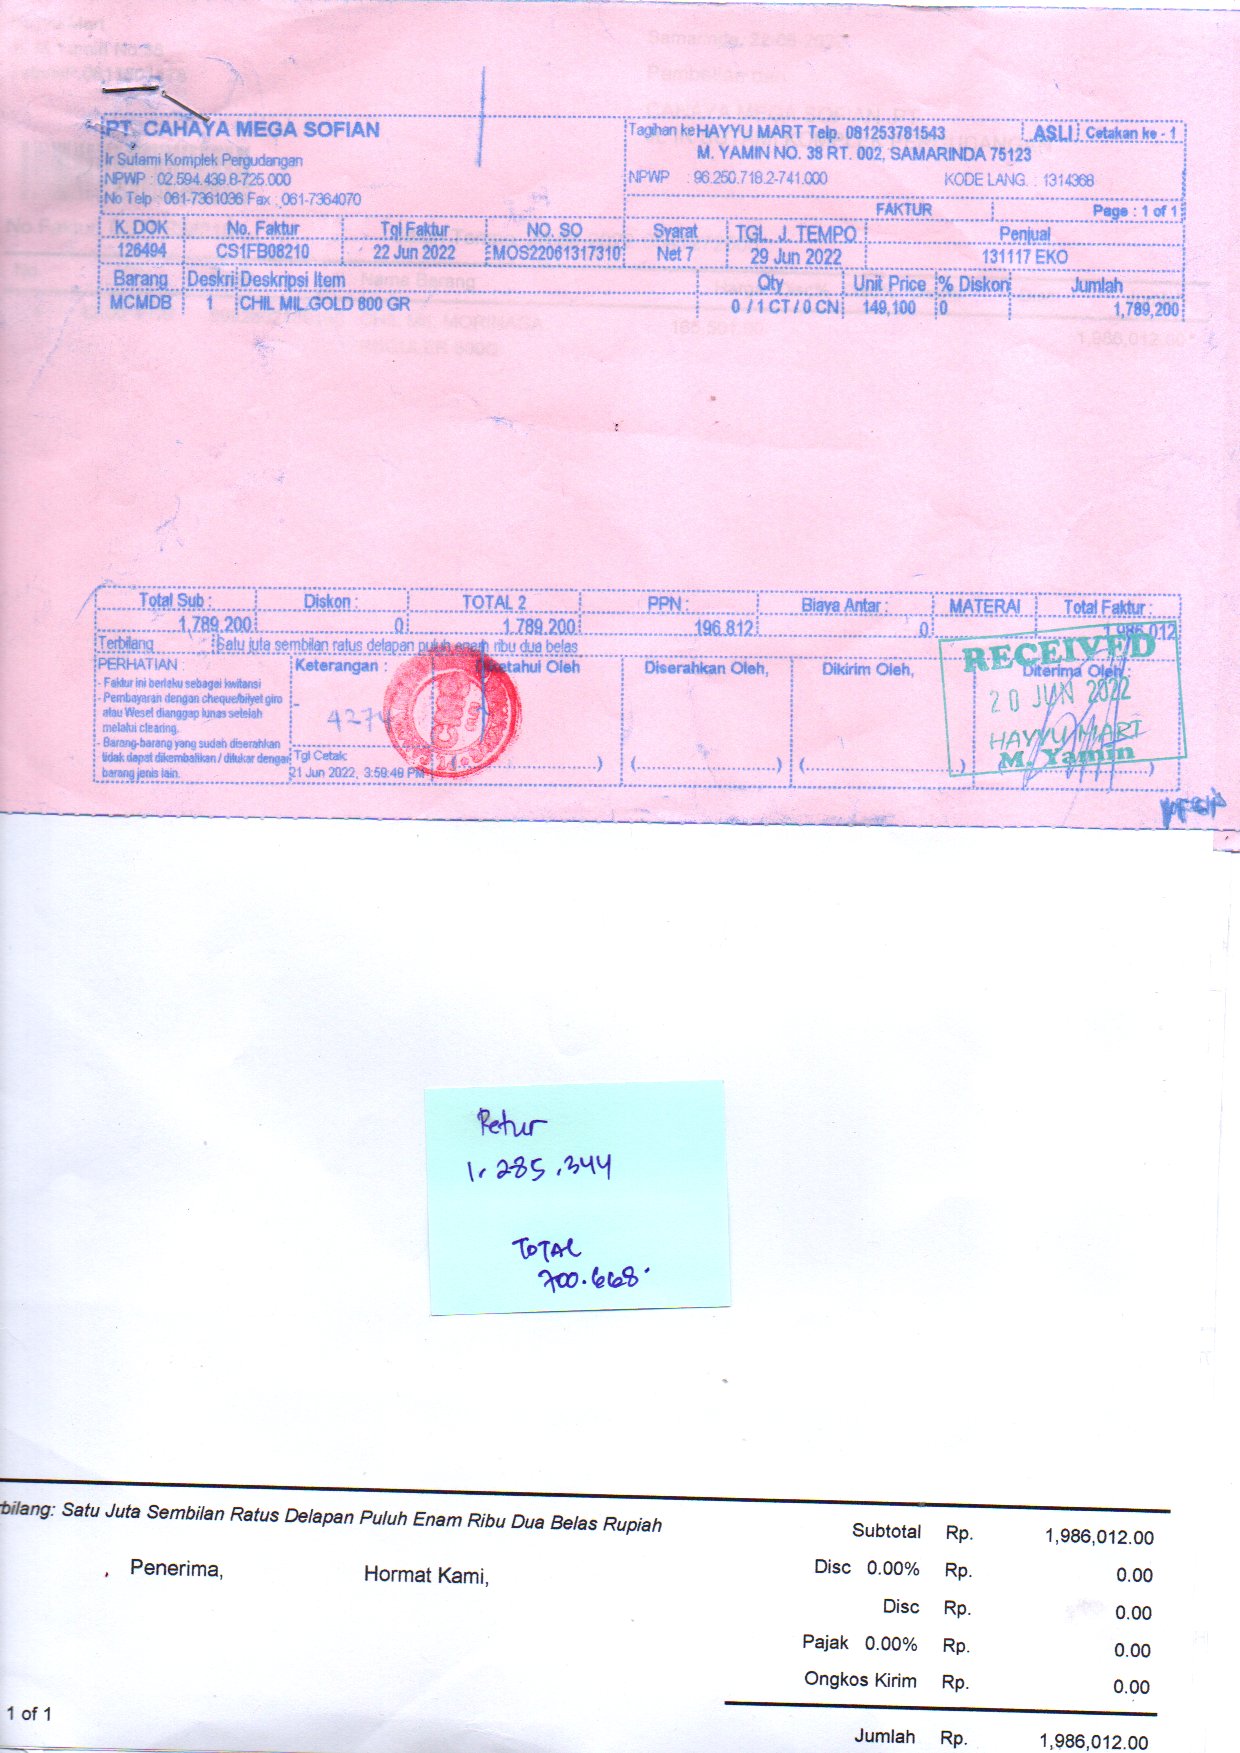 PT. CAHAYA MEGA SOFIAN
Ir Sutami Komplek Pergudangan
NPWP : 02.594.439.8-725.000
No Telp : 061-7361036 Fax : 061-7364070
Tagihan ke HAYYU MART Telp. 081253781543
ASLI Cetakan ke - 1
M. YAMIN NO. 38 RT. 002, SAMARINDA 75123
NPWP : 96.250.718.2-741.000 KODE LANG. : 1314368
FAKTUR Page : 1 of 1
K. DOK No. Faktur Tgl Faktur NO. SO Syarat TGL. J. TEMPO Penjual
126494 CS1FB08210 22 Jun 2022 EMOS22061317310 Net 7 29 Jun 2022 131117 EKO
Barang Deskri Deskripsi Item Qty Unit Price % Diskon Jumlah
MCMDB 1 CHIL MIL.GOLD 800 GR 0 / 1 CT / 0 CN 149,100 0 1,789,200
Total Sub : Diskon : TOTAL 2 PPN : Biaya Antar : MATERAI Total Faktur :
1,789,200 0 1,789,200 196,812 0 1,986,012
Terbilang Satu juta sembilan ratus delapan puluh enam ribu dua belas
PERHATIAN :
- Faktur ini berlaku sebagai kwitansi
- Pembayaran dengan cheque/bilyet giro
atau Wesel dianggap lunas setelah
melalui clearing.
- Barang-barang yang sudah diserahkan
tidak dapat dikembalikan / ditukar dengan
barang jenis lain.
Keterangan :
-
4274
Tgl Cetak:
21 Jun 2022, 3:59:49 PM
etahui Oleh
(........................)
Diserahkan Oleh,
(........................)
Dikirim Oleh,
(........................)
Diterima Oleh :
RECEIVED
20 JUN 2022
HAYYU MART
M. Yamin
Retur
1.285.344
TOTAL
700.668.
bilang: Satu Juta Sembilan Ratus Delapan Puluh Enam Ribu Dua Belas Rupiah
Penerima, Hormat Kami,
Subtotal Rp. 1,986,012.00
Disc 0.00% Rp. 0.00
Disc Rp. 0.00
Pajak 0.00% Rp. 0.00
Ongkos Kirim Rp. 0.00
1 of 1
Jumlah Rp. 1,986,012.00